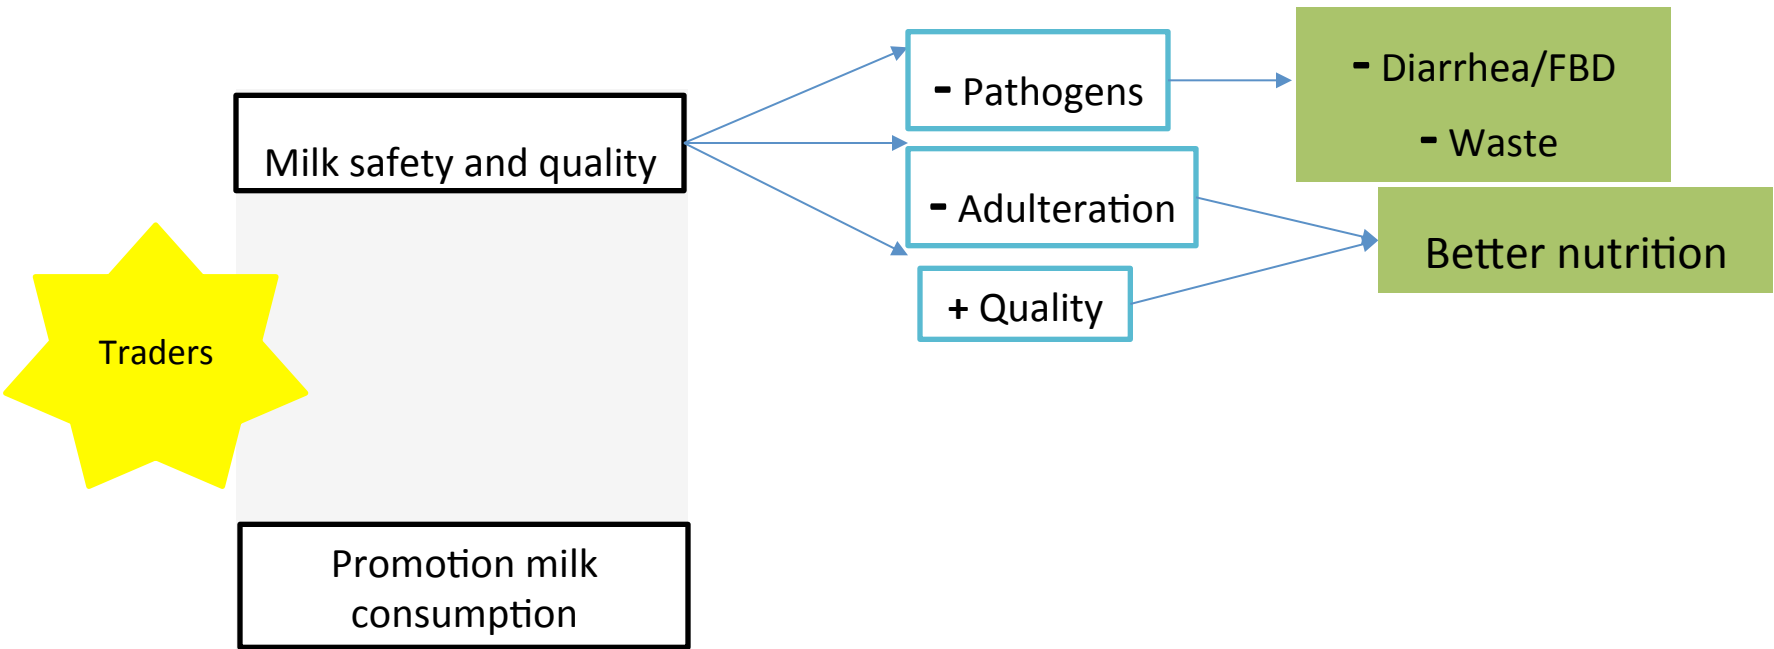 Milk safety and quality
- Pathogens
- Adulteration
+ Quality
- Diarrhea/FBD
- Waste
Better nutrition
Traders
Promotion milk
consumption